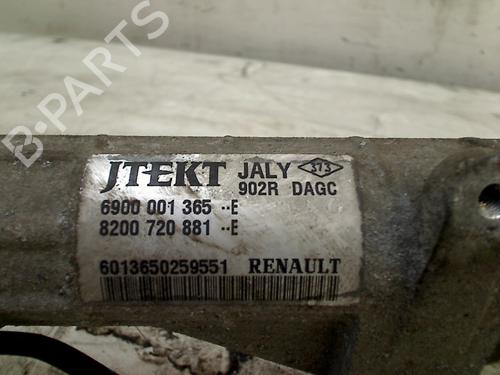 JTEKT JALY 373
902R DAGC
6900 001 365 ··E
8200 720 881 ··E
6013650259551 RENAULT
B-PARTS